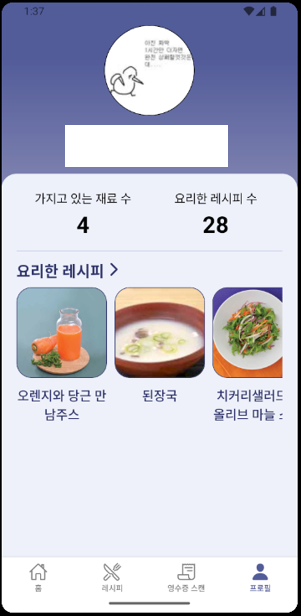 1:37
아진 화뚝
1시간만 이따면
완전 상쾌할것같은
데......
가지고 있는 재료 수
요리한 레시피 수
4
28
요리한 레시피
오렌지와 당근 만
남주스
된장국
치커리샐러드
올리브 마늘 소
홈
레시피
영수증 스캔
프로필